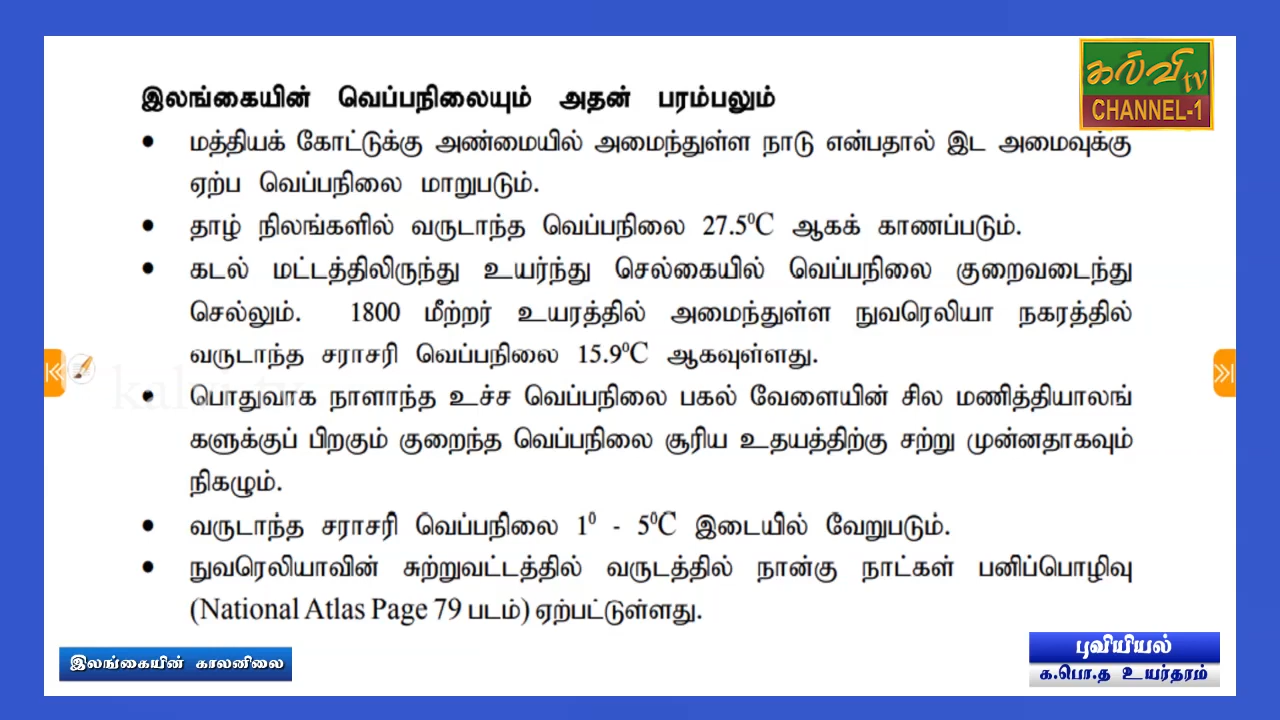 கல்வி tv
CHANNEL-1
இலங்கையின் வெப்பநிலையும் அதன் பரம்பலும்
• மத்தியக் கோட்டுக்கு அண்மையில் அமைந்துள்ள நாடு என்பதால் இட அமைவுக்கு
ஏற்ப வெப்பநிலை மாறுபடும்.
• தாழ் நிலங்களில் வருடாந்த வெப்பநிலை 27.5⁰C ஆகக் காணப்படும்.
• கடல் மட்டத்திலிருந்து உயர்ந்து செல்கையில் வெப்பநிலை குறைவடைந்து
செல்லும். 1800 மீற்றர் உயரத்தில் அமைந்துள்ள நுவரெலியா நகரத்தில்
வருடாந்த சராசரி வெப்பநிலை 15.9⁰C ஆகவுள்ளது.
kalvi tv
• பொதுவாக நாளாந்த உச்ச வெப்பநிலை பகல் வேளையின் சில மணித்தியாலங்
களுக்குப் பிறகும் குறைந்த வெப்பநிலை சூரிய உதயத்திற்கு சற்று முன்னதாகவும்
நிகழும்.
• வருடாந்த சராசரி வெப்பநிலை 1⁰ - 5⁰C இடையில் வேறுபடும்.
• நுவரெலியாவின் சுற்றுவட்டத்தில் வருடத்தில் நான்கு நாட்கள் பனிப்பொழிவு
(National Atlas Page 79 படம்) ஏற்பட்டுள்ளது.
இலங்கையின் காலனிலை
புவியியல்
க.பொ.த உயர்தரம்